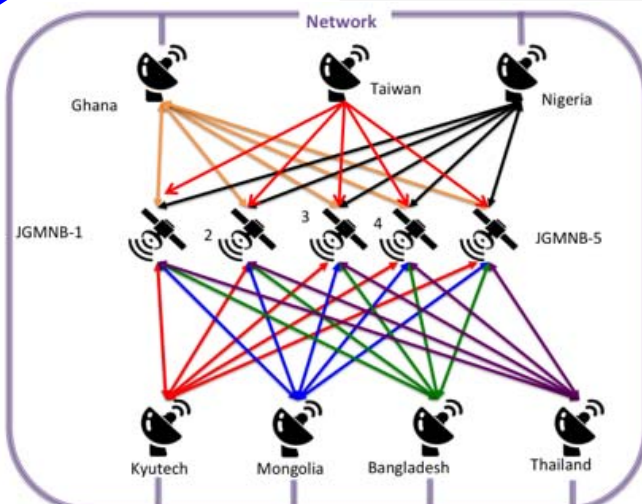 Network
Ghana
Taiwan
Nigeria
JGMNB-1
2
3
4
JGMNB-5
Kyutech
Mongolia
Bangladesh
Thailand